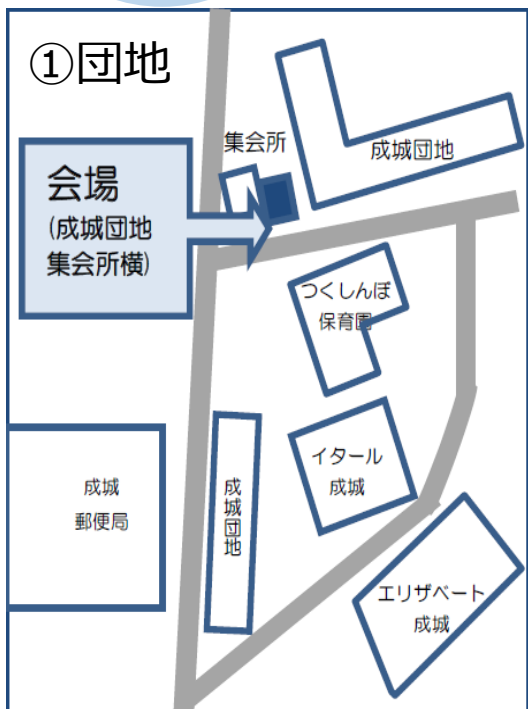 ①団地
集会所
成城団地
会場
(成城団地
集会所横)
つくしんぼ
保育園
イタール
成城
成城団地
成城
郵便局
エリザベート
成城